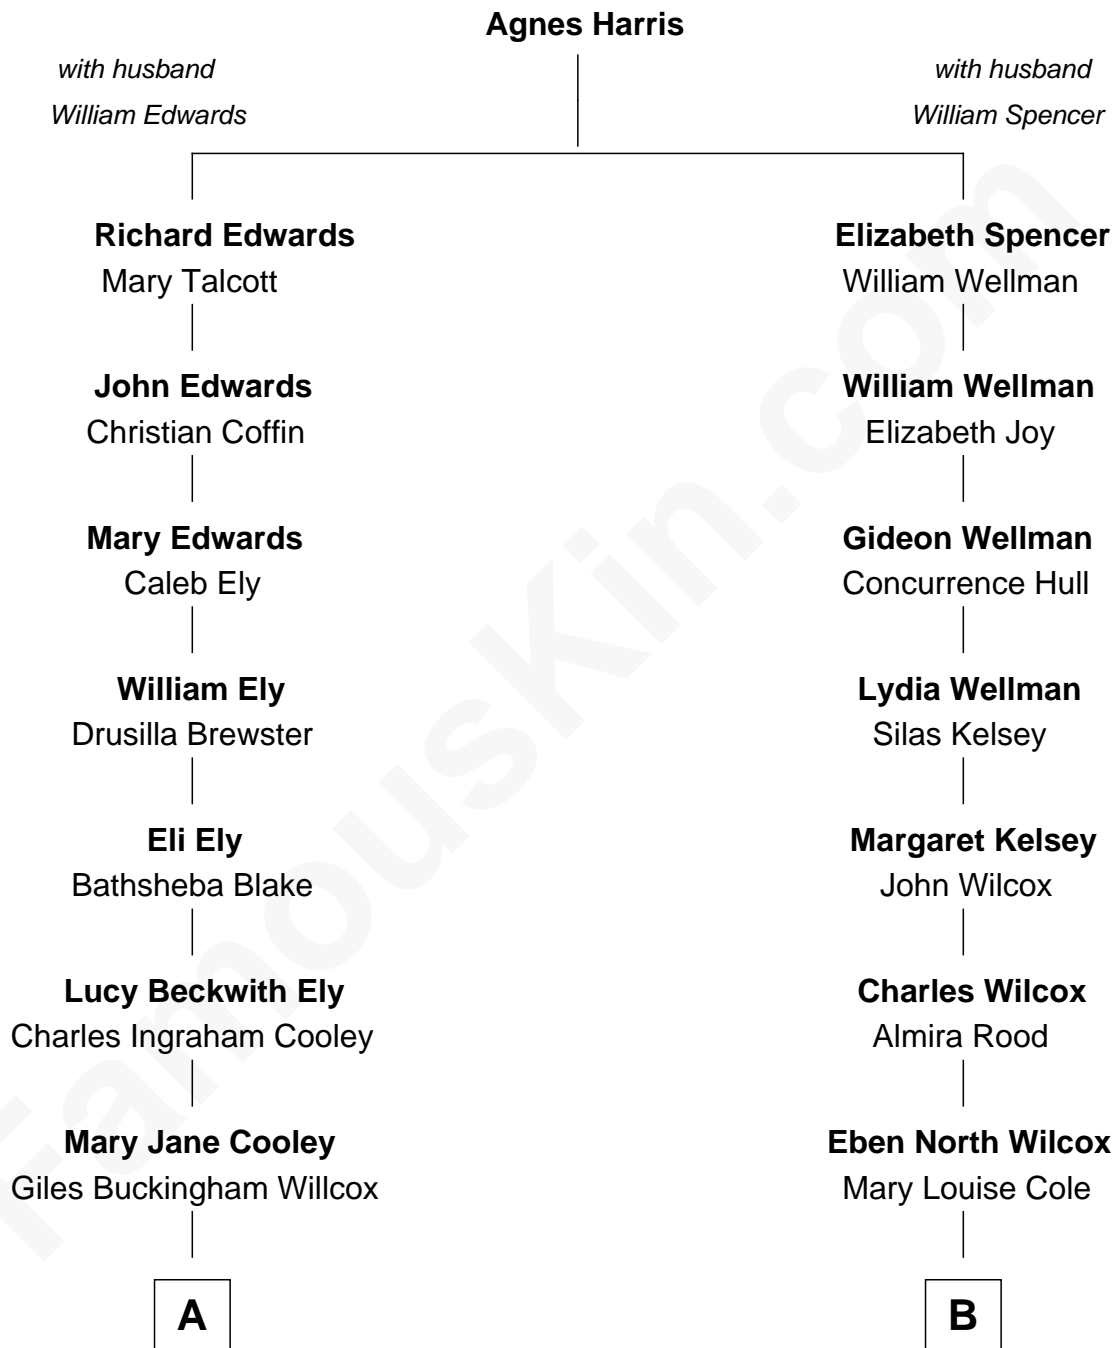 Agnes Harris
with husband
William Edwards
with husband
William Spencer
Richard Edwards
Mary Talcott
Elizabeth Spencer
William Wellman
John Edwards
Christian Coffin
William Wellman
Elizabeth Joy
Mary Edwards
Caleb Ely
Gideon Wellman
Concurrence Hull
William Ely
Drusilla Brewster
Lydia Wellman
Silas Kelsey
Eli Ely
Bathsheba Blake
Margaret Kelsey
John Wilcox
Lucy Beckwith Ely
Charles Ingraham Cooley
Charles Wilcox
Almira Rood
Mary Jane Cooley
Giles Buckingham Willcox
Eben North Wilcox
Mary Louise Cole
A
B
FamousKin.com